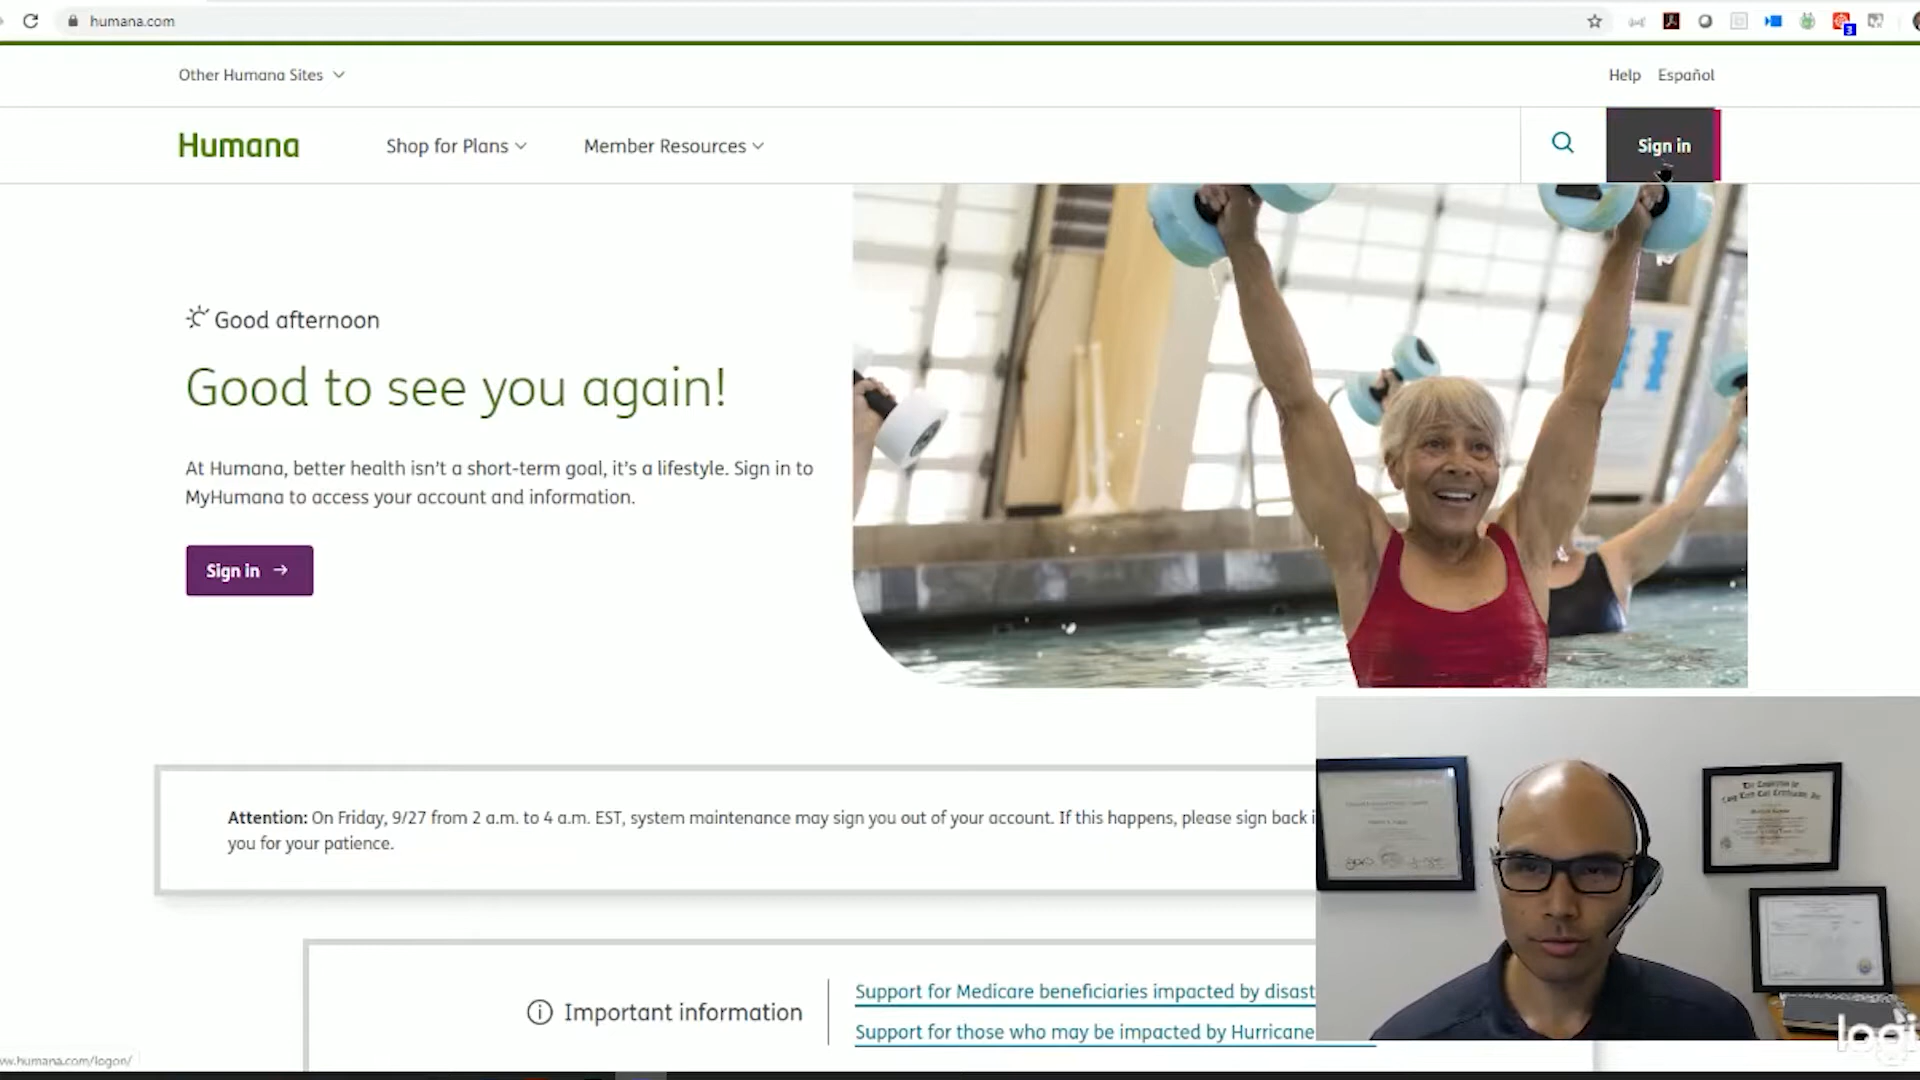 humana.com
3
Other Humana Sites
Help Español
Humana
Shop for Plans
Member Resources
Sign in
Good afternoon
Good to see you again!
At Humana, better health isn't a short-term goal, it's a lifestyle. Sign in to
MyHumana to access your account and information.
Sign in →
Attention: On Friday, 9/27 from 2 a.m. to 4 a.m. EST, system maintenance may sign you out of your account. If this happens, please sign back i
you for your patience.
Important information
Support for Medicare beneficiaries impacted by disast
Support for those who may be impacted by Hurricane
ww.humana.com/logon/
logi